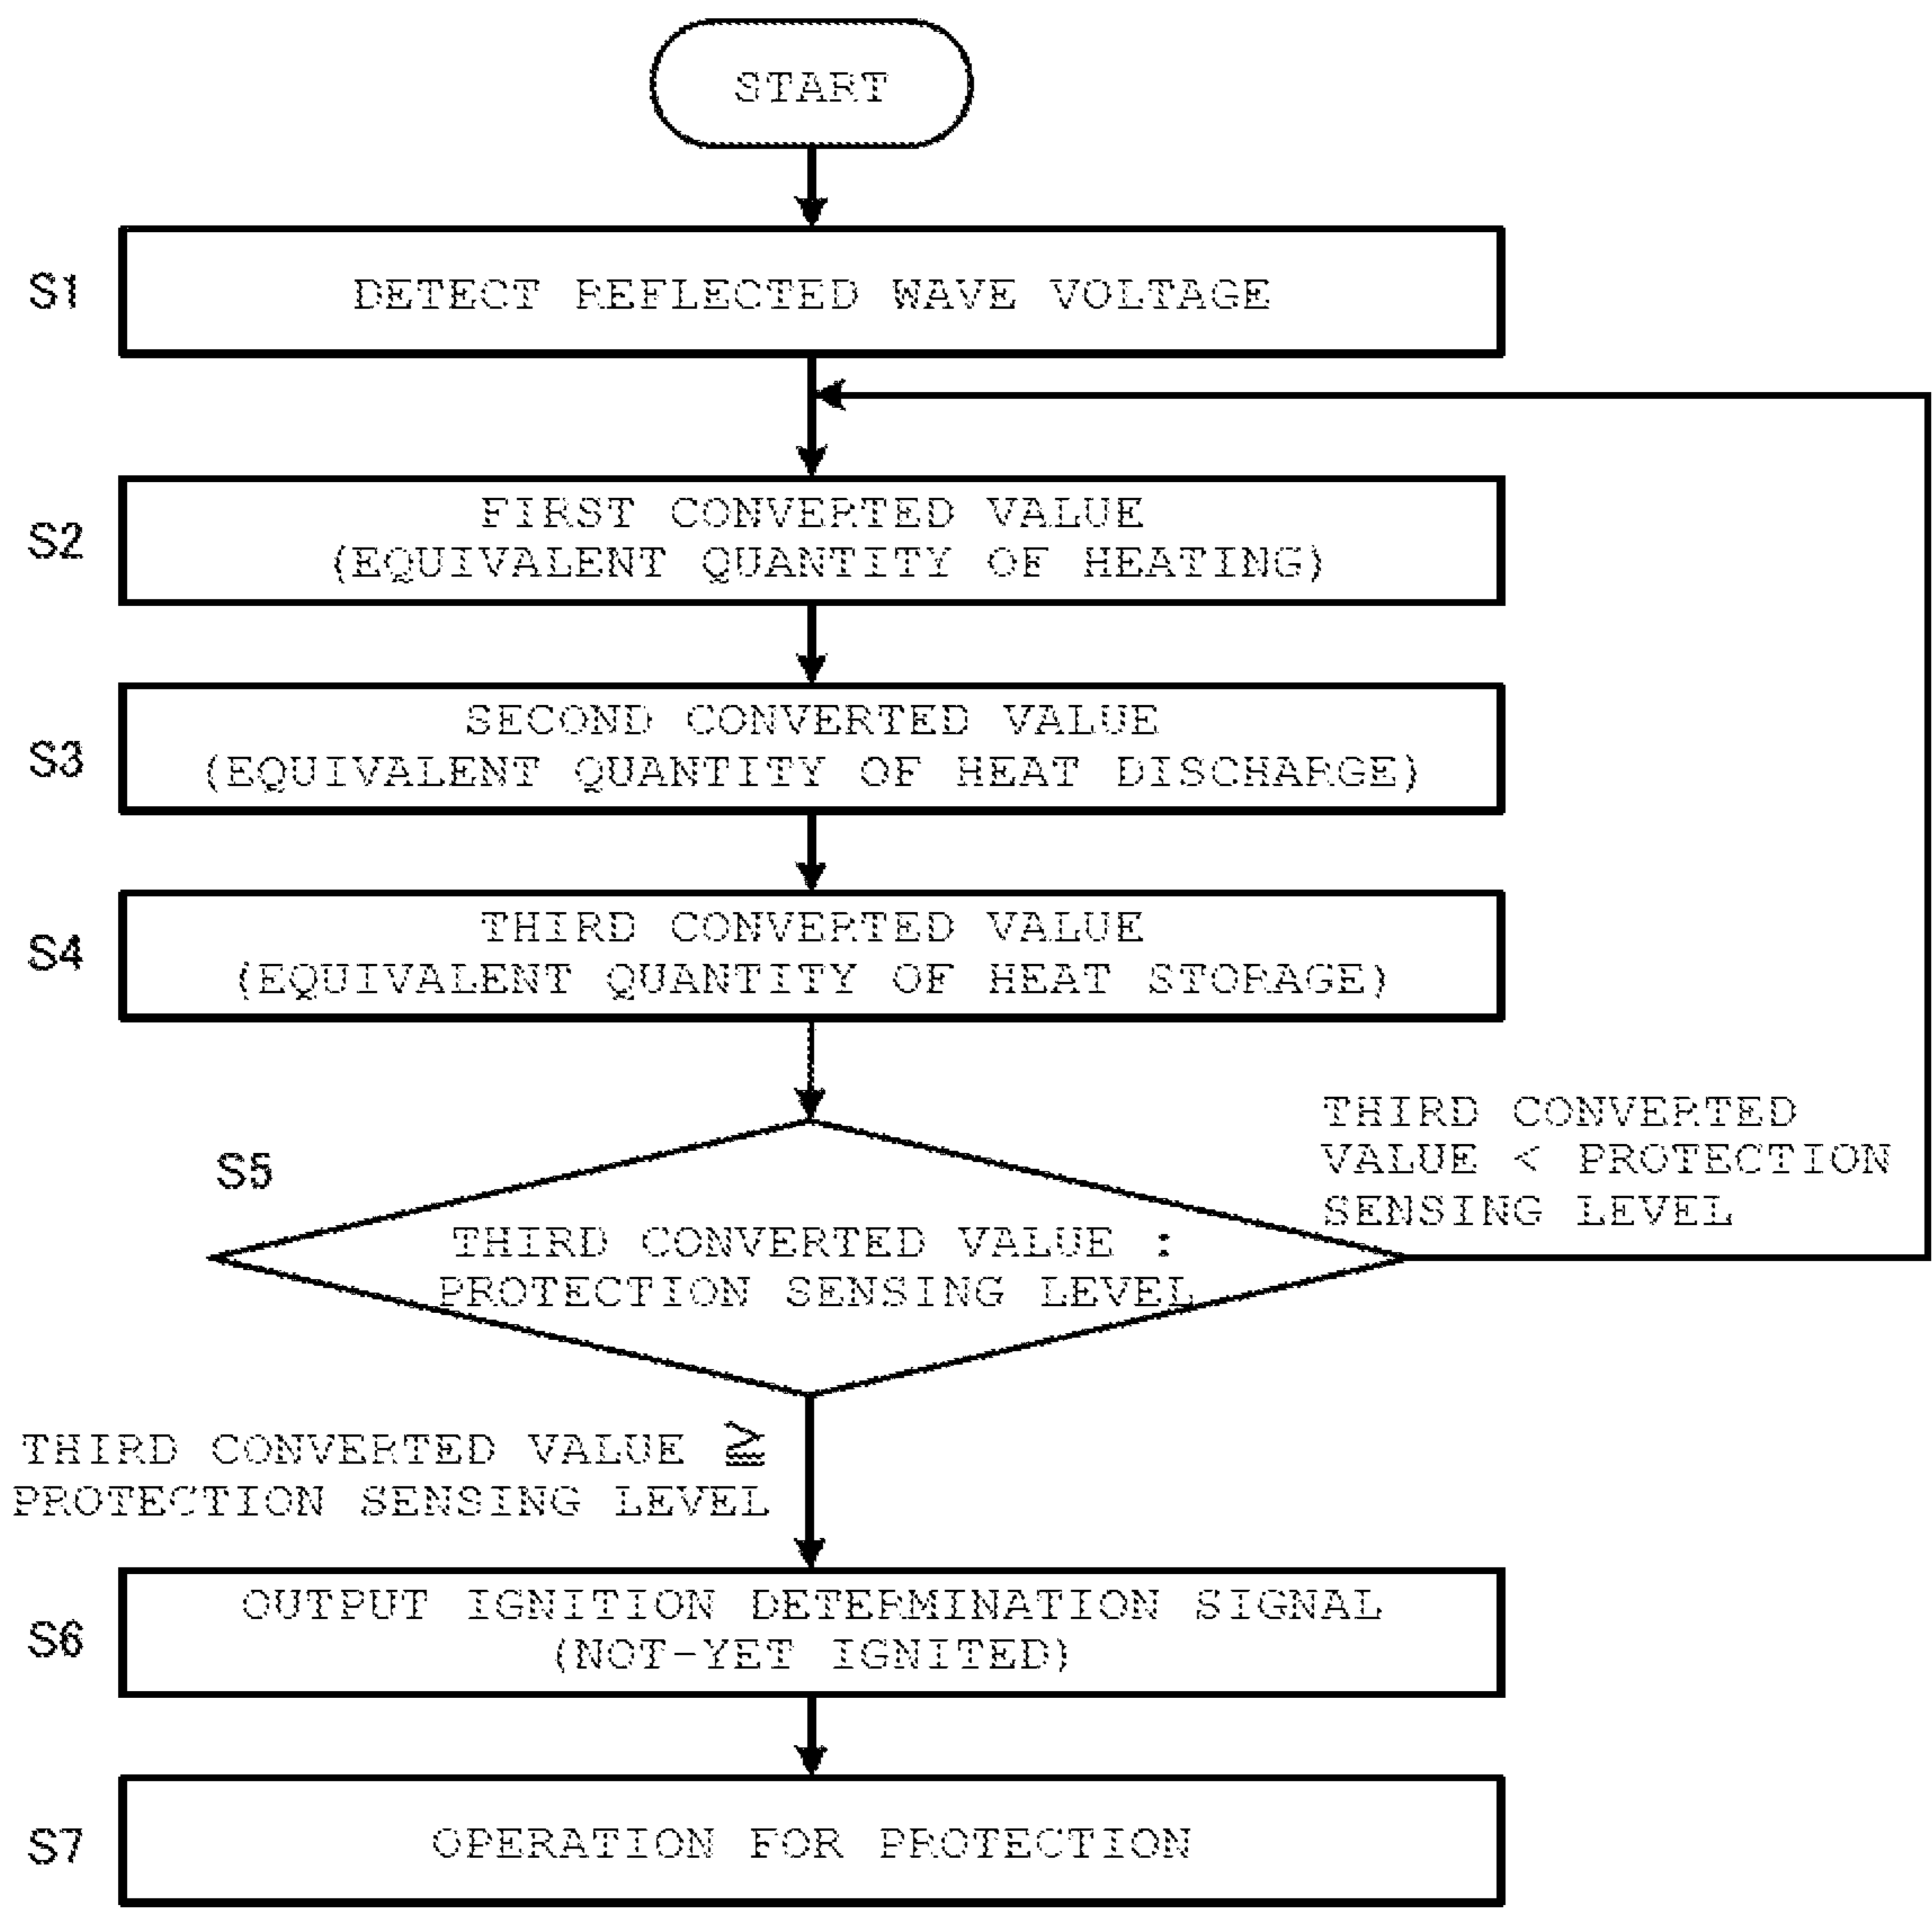 START
S1
DETECT REFLECTED WAVE VOLTAGE
S2
FIRST CONVERTED VALUE
(EQUIVALENT QUANTITY OF HEATING)
S3
SECOND CONVERTED VALUE
(EQUIVALENT QUANTITY OF HEAT DISCHARGE)
S4
THIRD CONVERTED VALUE
(EQUIVALENT QUANTITY OF HEAT STORAGE)
THIRD CONVERTED
VALUE < PROTECTION
SENSING LEVEL
S5
THIRD CONVERTED VALUE :
PROTECTION SENSING LEVEL
THIRD CONVERTED VALUE ≧
PROTECTION SENSING LEVEL
S6
OUTPUT IGNITION DETERMINATION SIGNAL
(NOT-YET IGNITED)
S7
OPERATION FOR PROTECTION